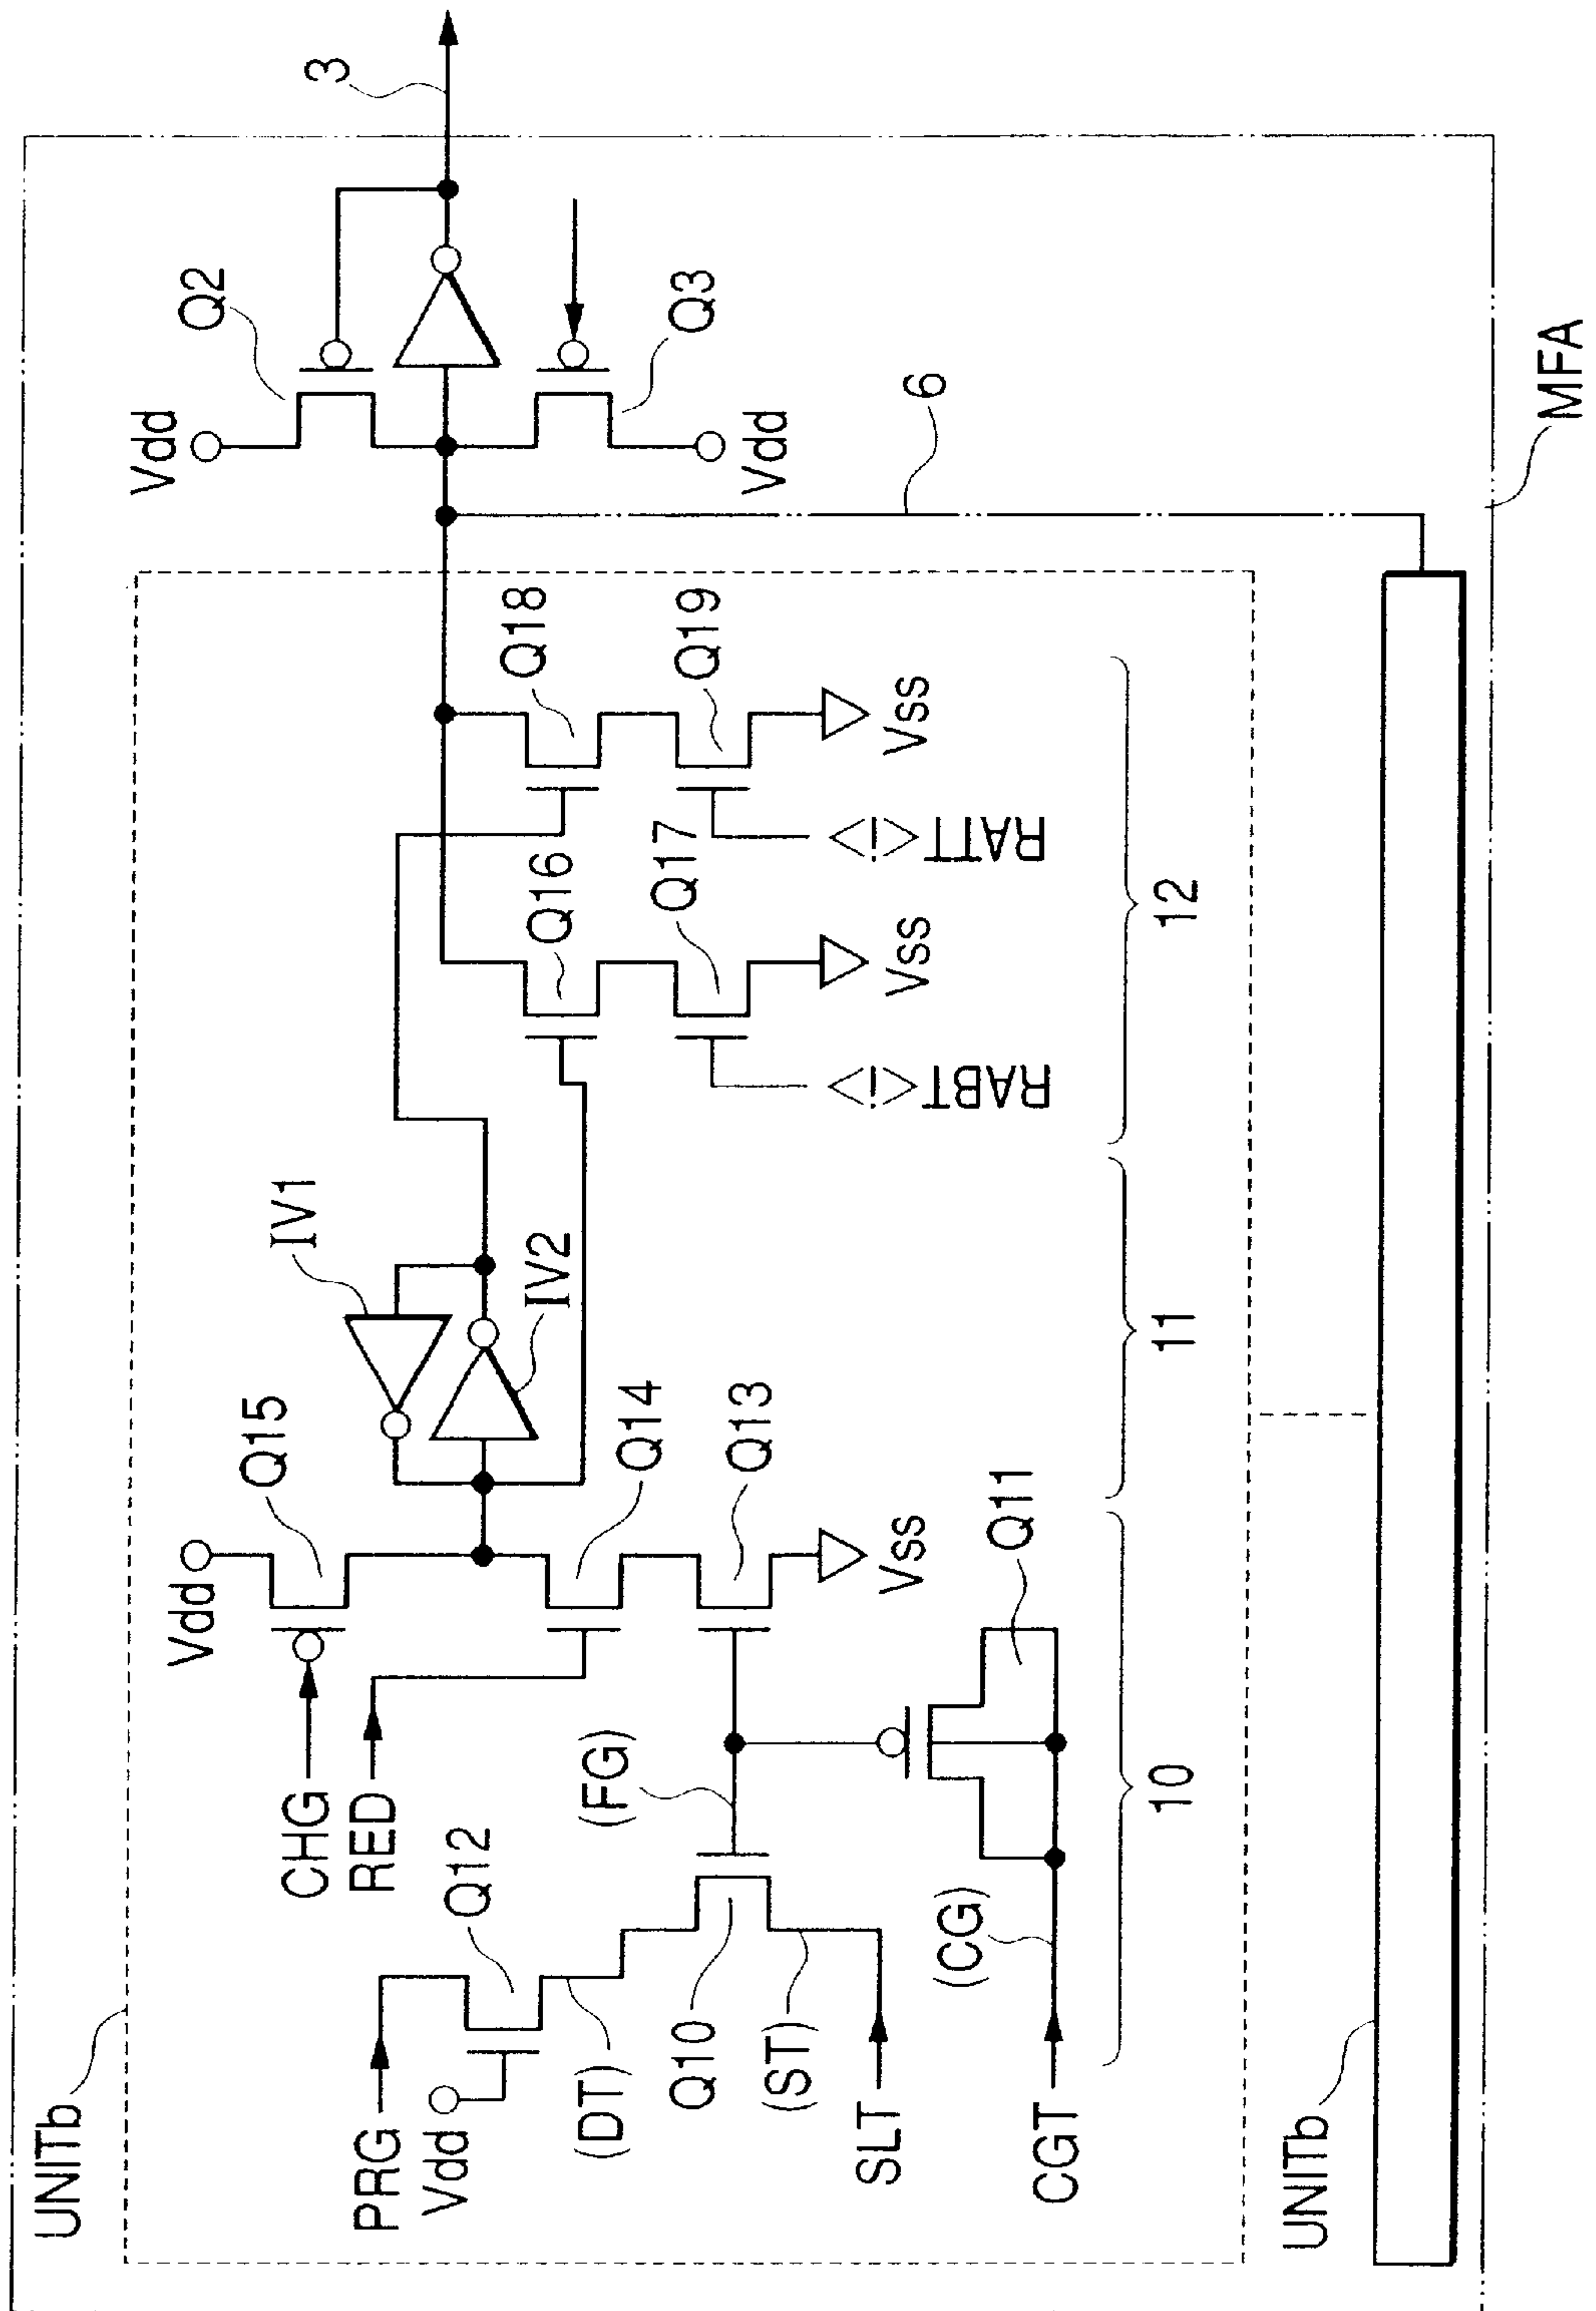 UNITb
Vdd
Vdd
Q2
Q15
IV1
CHG
3
PRG
RED
Vdd
Q12
IV2
Q16
Q18
(DT)
(FG)
Q14
Q17
Q10
Q19
Q3
Q13
(ST)
Vdd
SLT
Vss
Vss
Vss
6
(CG)
RABT<i>
RATT<i>
Q11
CGT
10
11
12
UNITb
MFA